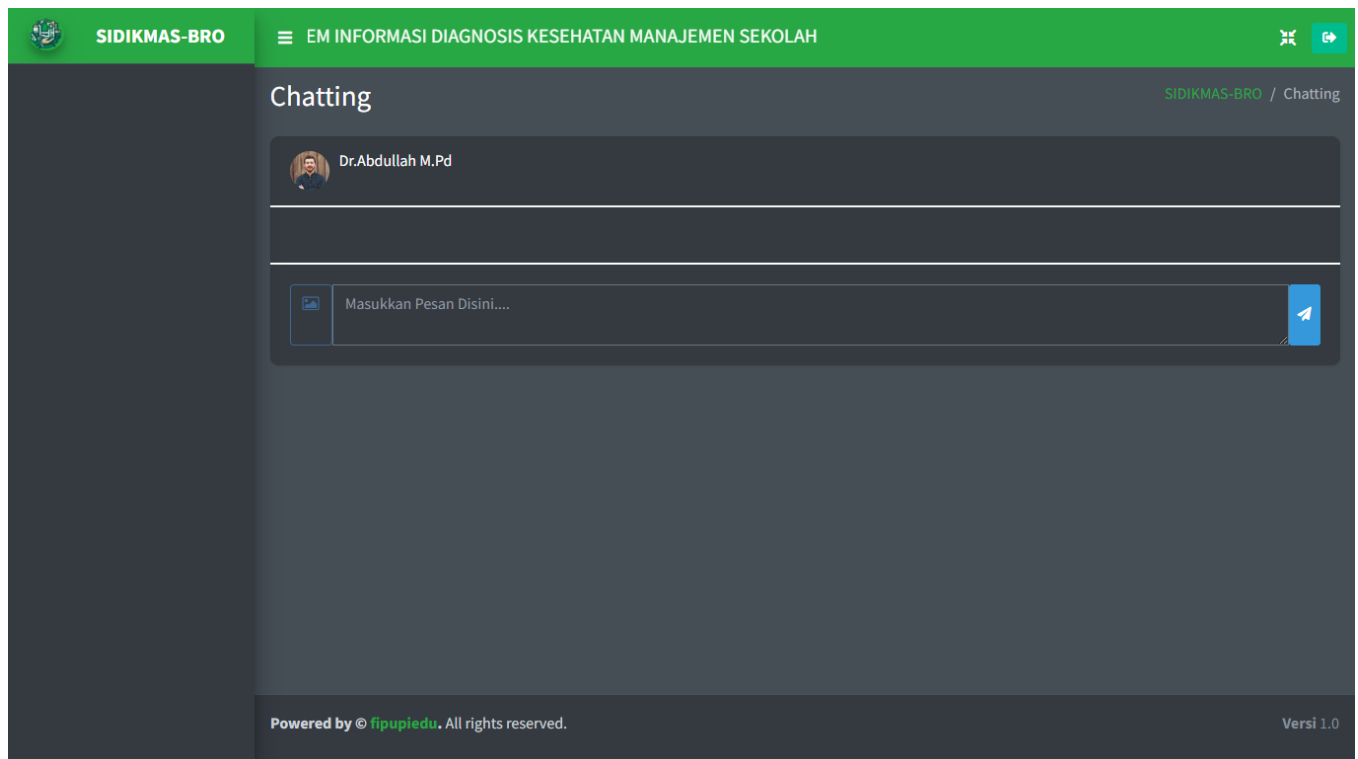 SIDIKMAS-BRO
EM INFORMASI DIAGNOSIS KESEHATAN MANAJEMEN SEKOLAH
Chatting
SIDIKMAS-BRO / Chatting
Dr.Abdullah M.Pd
Masukkan Pesan Disini....
Powered by © fipupiedu. All rights reserved.
Versi 1.0